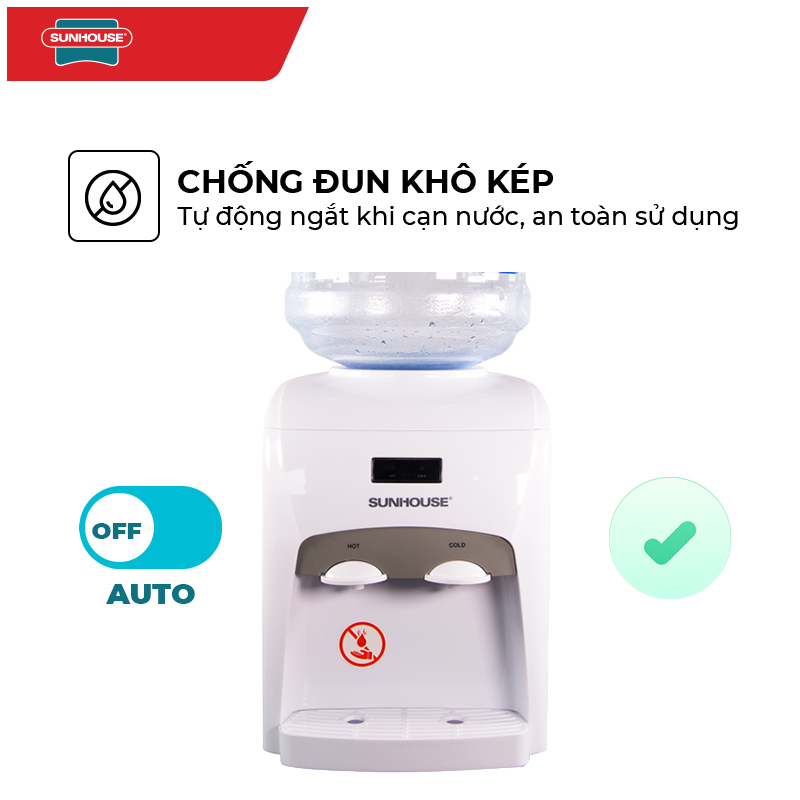 SUNHOUSE®
CHỐNG ĐUN KHÔ KÉP
Tự động ngắt khi cạn nước, an toàn sử dụng
SUNHOUSE®
HOT
COLD
OFF
AUTO